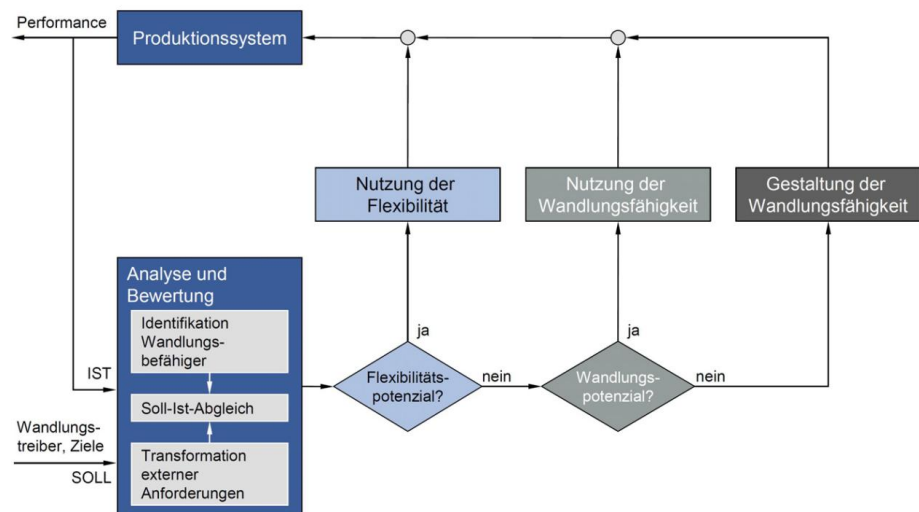 Performance
Produktionssystem
Nutzung der
Flexibilität
Nutzung der
Wandlungsfähigkeit
Gestaltung der
Wandlungsfähigkeit
Analyse und
Bewertung
Identifikation
Wandlungs-
befähiger
Soll-Ist-Abgleich
Transformation
externer
Anforderungen
IST
Wandlungs-
treiber, Ziele
SOLL
Flexibilitäts-
potenzial?
ja
nein
Wandlungs-
potenzial?
ja
nein